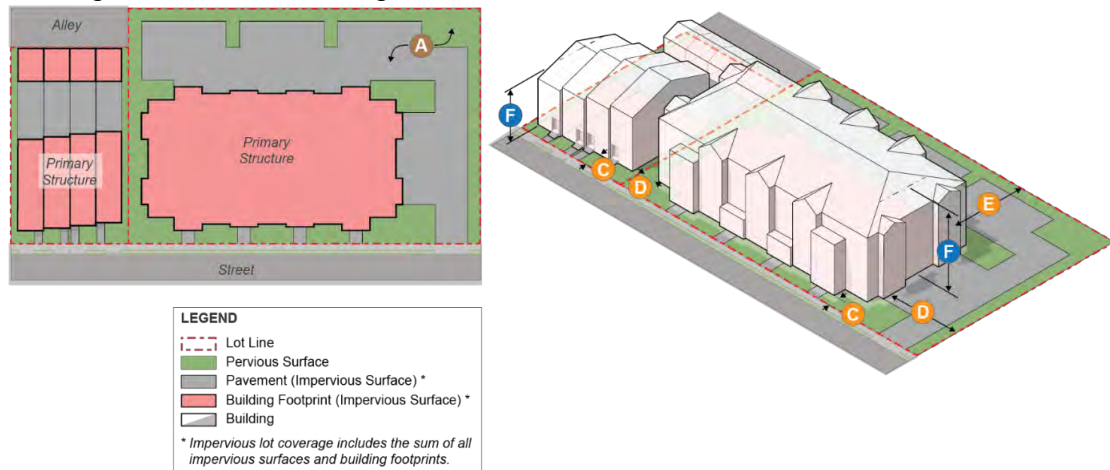 Alley
A
Primary
Structure
Primary
Structure
Street
F
C
D
E
F
C
D
LEGEND
Lot Line
Pervious Surface
Pavement (Impervious Surface) *
Building Footprint (Impervious Surface) *
Building
* Impervious lot coverage includes the sum of all
impervious surfaces and building footprints.